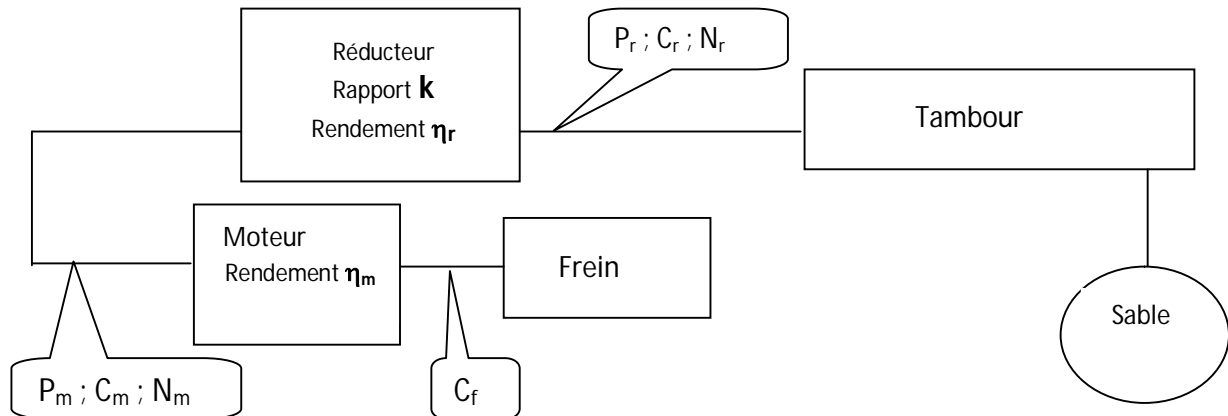 Réducteur
Rapport k
Rendement ηr
Pr ; Cr ; Nr
Tambour
Moteur
Rendement ηm
Frein
Sable
Pm ; Cm ; Nm
Cf